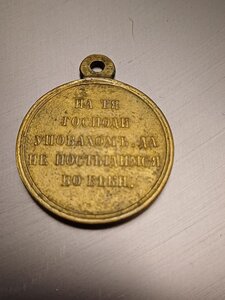 НА ТЯ
ГОСПОДИ
УПОВАХОМЪ, ДА
НЕ ПОСТЫДИМСЯ
ВО ВѢКИ.